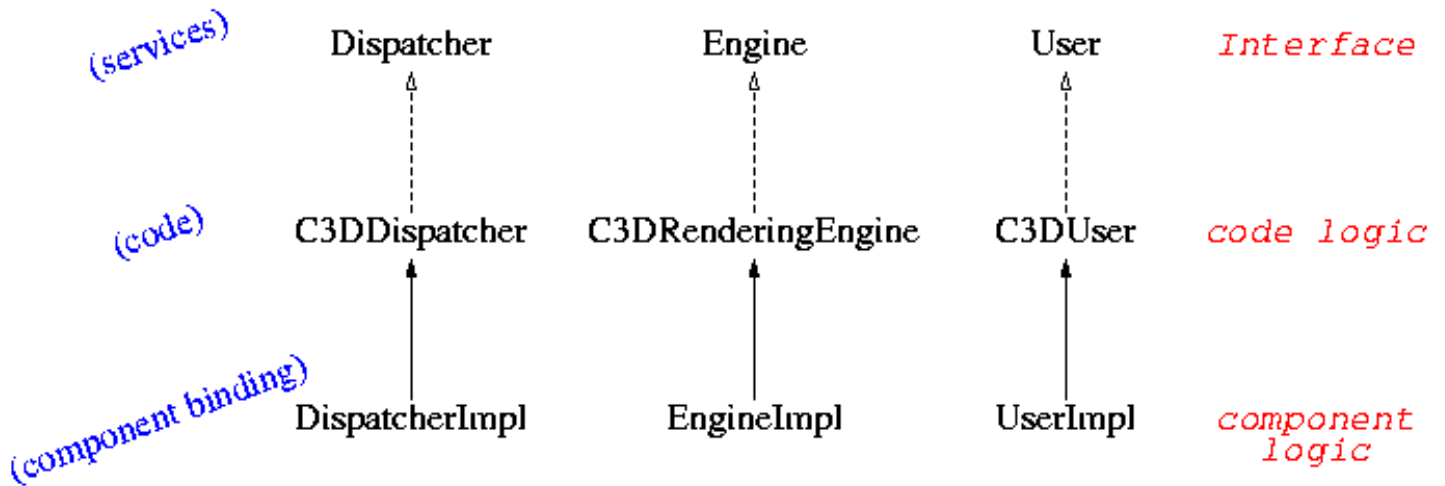 (services) Dispatcher Engine User Interface
(code) C3DDispatcher C3DRenderingEngine C3DUser code logic
(component binding) DispatcherImpl EngineImpl UserImpl component
logic